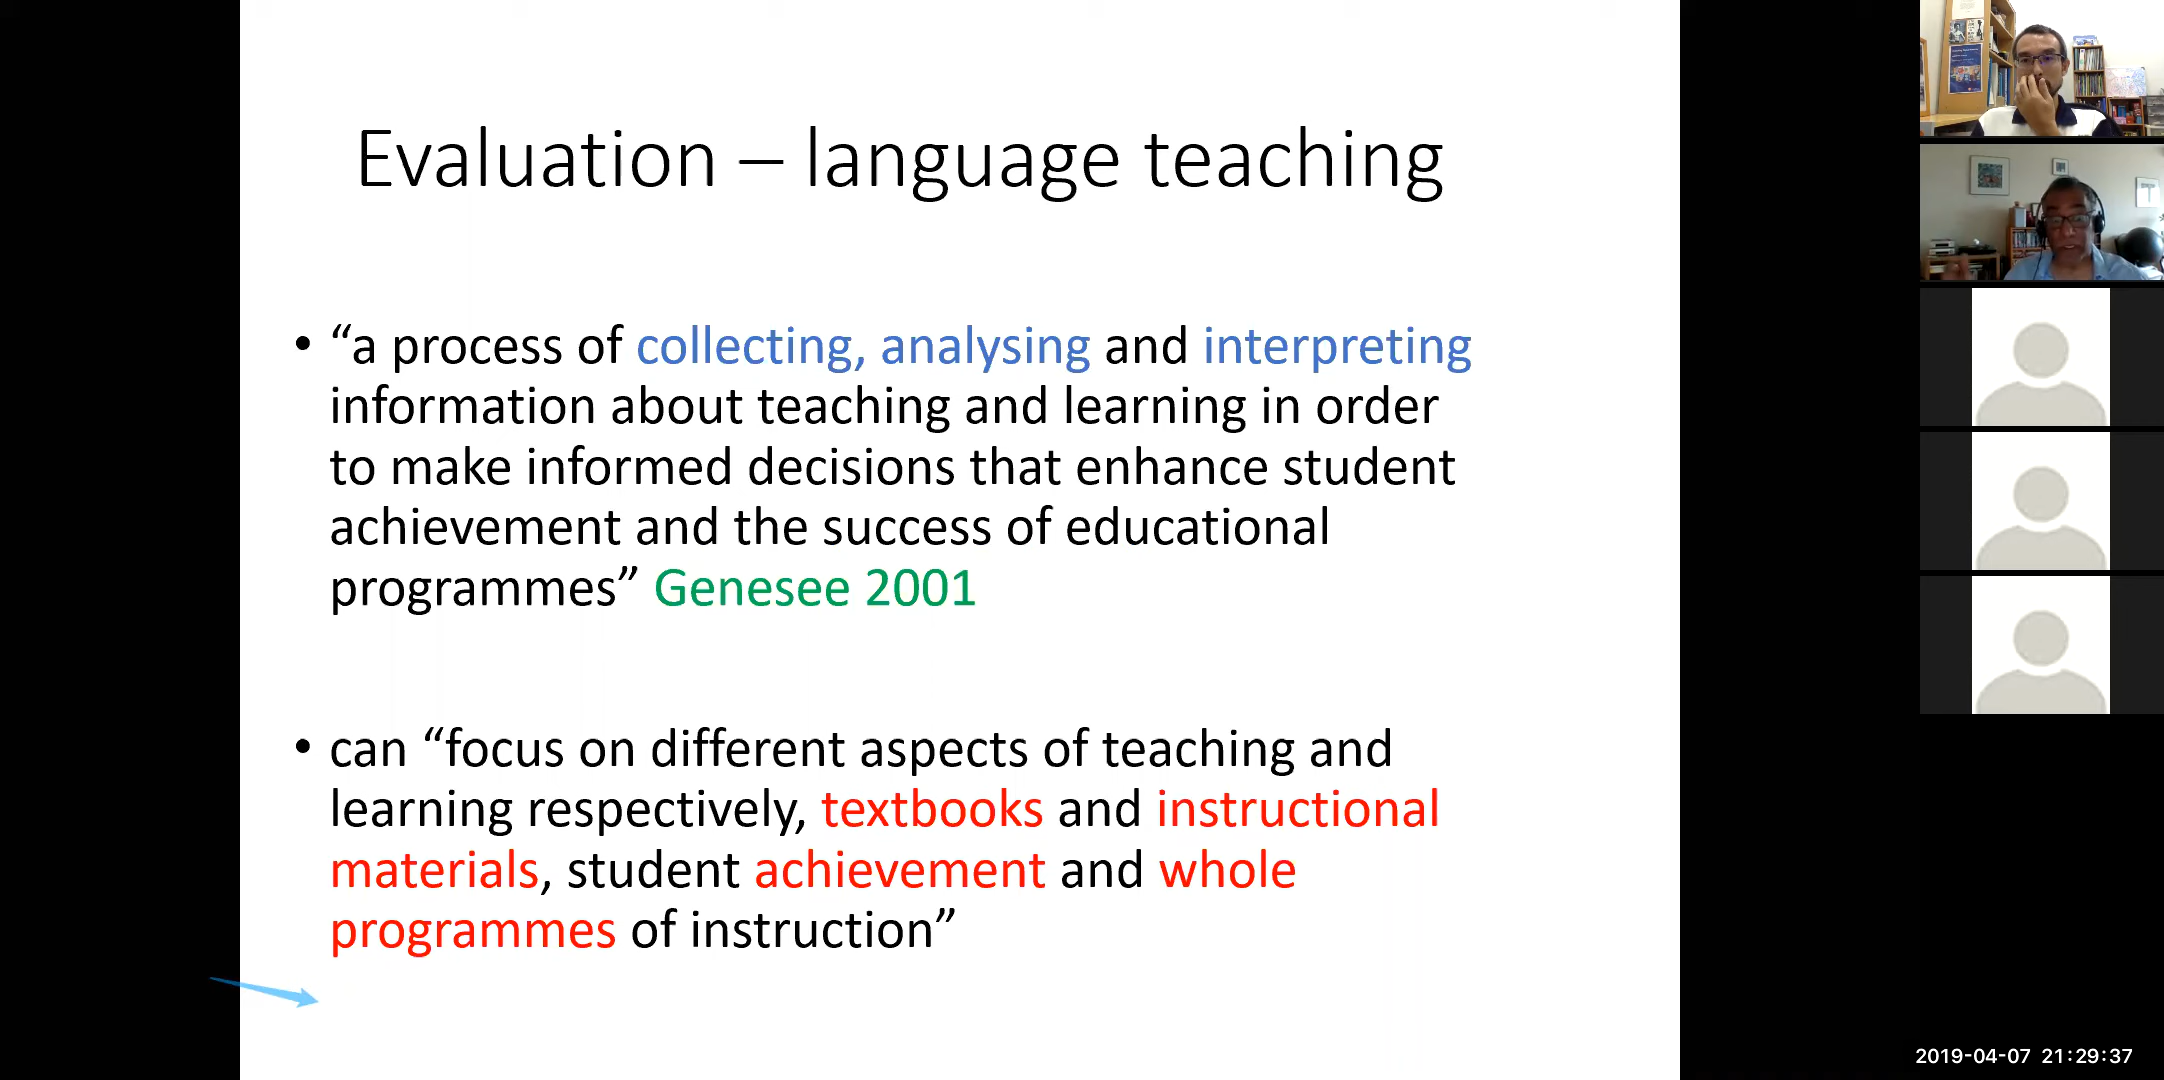 Evaluation – language teaching
• “a process of collecting, analysing and interpreting
information about teaching and learning in order
to make informed decisions that enhance student
achievement and the success of educational
programmes” Genesee 2001
• can “focus on different aspects of teaching and
learning respectively, textbooks and instructional
materials, student achievement and whole
programmes of instruction”
2019-04-07 21:29:37